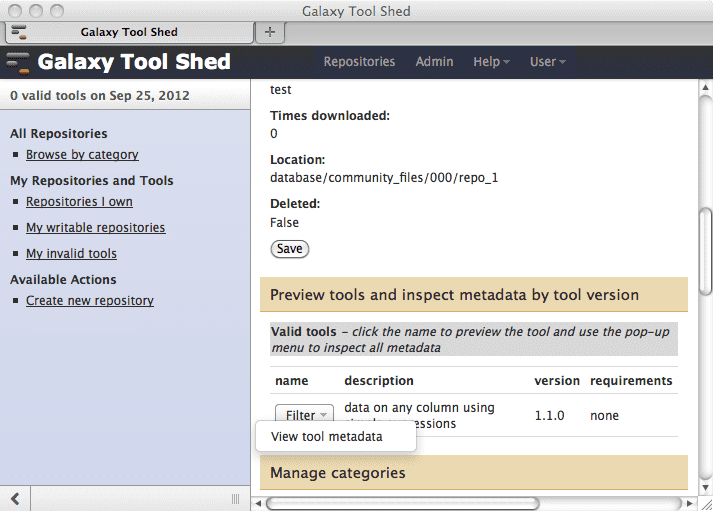 Galaxy Tool Shed
Galaxy Tool Shed
Galaxy Tool Shed
Repositories Admin Help User
0 valid tools on Sep 25, 2012
All Repositories
Browse by category
My Repositories and Tools
Repositories I own
My writable repositories
My invalid tools
Available Actions
Create new repository
test
Times downloaded:
0
Location:
database/community_files/000/repo_1
Deleted:
False
Save
Preview tools and inspect metadata by tool version
Valid tools - click the name to preview the tool and use the pop-up
menu to inspect all metadata
name description version requirements
Filter data on any column using 1.1.0 none
View tool metadata
Manage categories